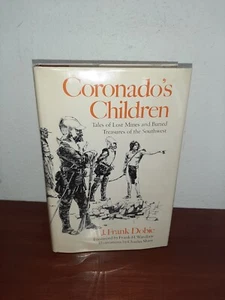 Coronado's
Children
Tales of Lost Mines and Buried
Treasures of the Southwest
J. Frank Dobie